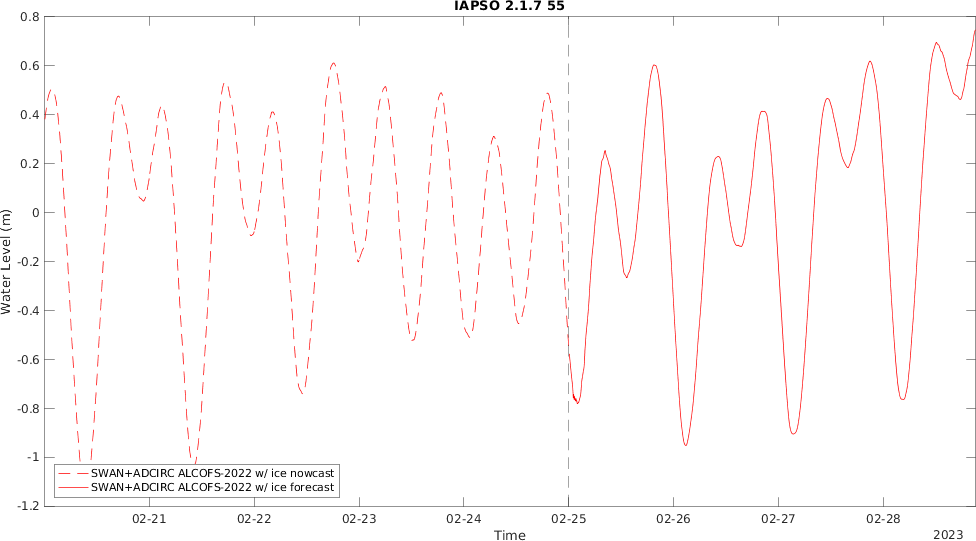 IAPSO 2.1.7 55
0.8
0.6
0.4
0.2
0
-0.2
-0.4
-0.6
-0.8
-1
-1.2
Water Level (m)
SWAN+ADCIRC ALCOFS-2022 w/ ice nowcast
SWAN+ADCIRC ALCOFS-2022 w/ ice forecast
02-21 02-22 02-23 02-24 02-25 02-26 02-27 02-28
Time
2023